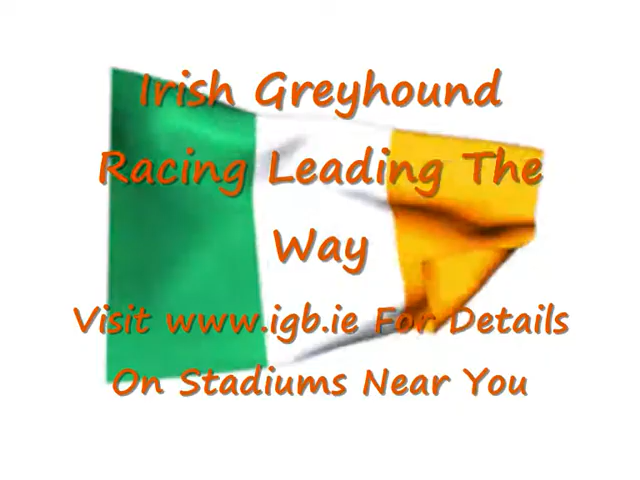 Irish Greyhound
Racing Leading The
Way
Visit www.igb.ie For Details
On Stadiums Near You